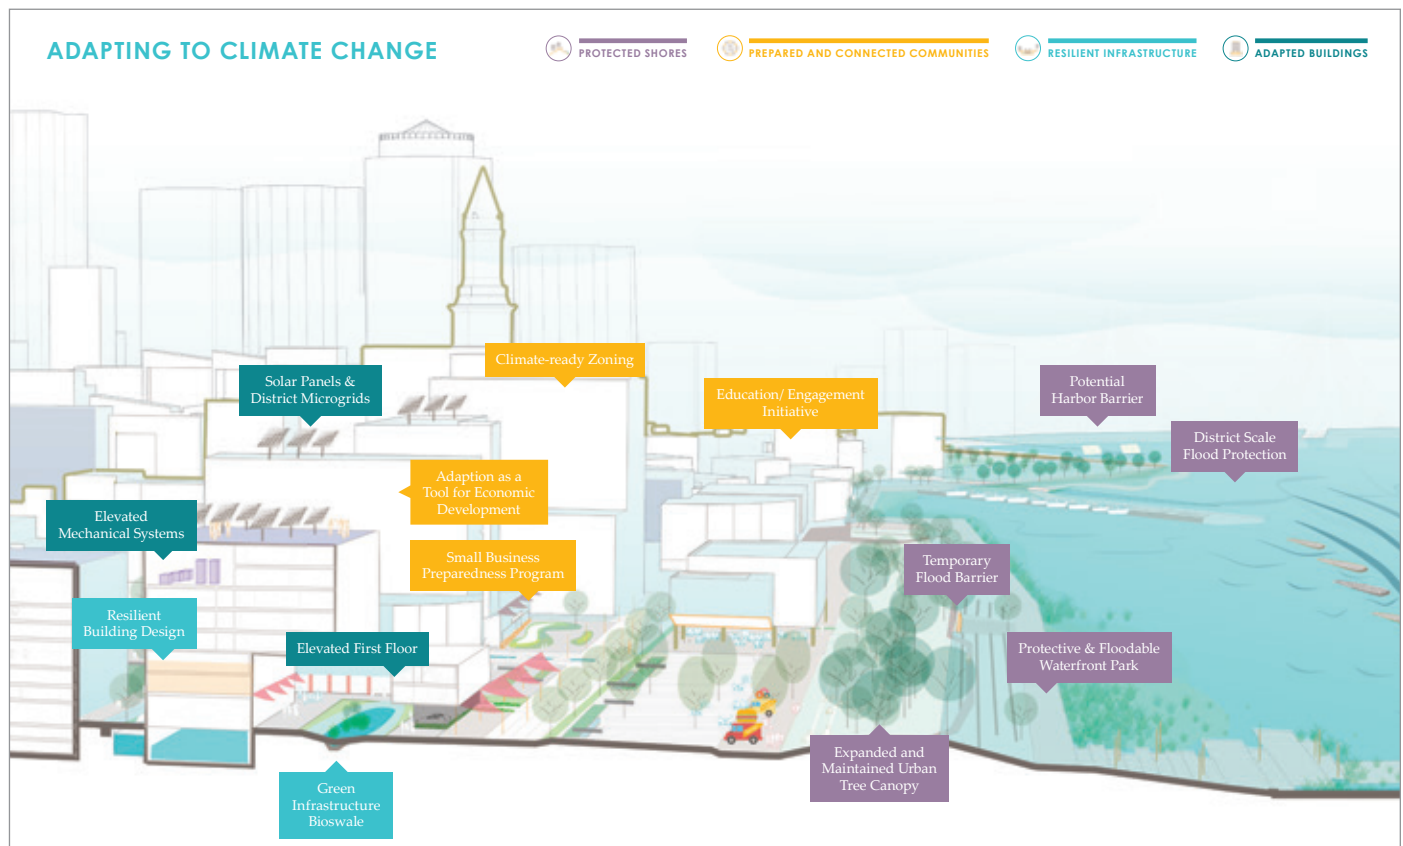 ADAPTING TO CLIMATE CHANGE
PROTECTED SHORES
PREPARED AND CONNECTED COMMUNITIES
RESILIENT INFRASTRUCTURE
ADAPTED BUILDINGS
Climate-ready Zoning
Solar Panels &
District Microgrids
Education/ Engagement
Initiative
Potential
Harbor Barrier
District Scale
Flood Protection
Adaption as a
Tool for Economic
Development
Elevated
Mechanical Systems
Small Business
Preparedness Program
Temporary
Flood Barrier
Resilient
Building Design
Elevated First Floor
Protective & Floodable
Waterfront Park
Expanded and
Maintained Urban
Tree Canopy
Green
Infrastructure
Bioswale